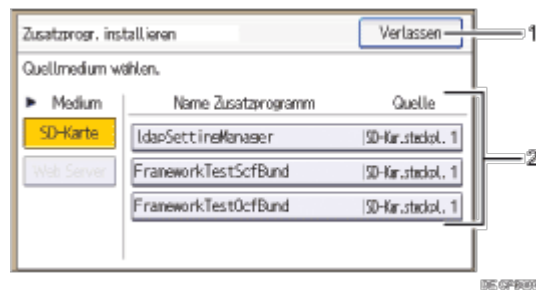 Zusatzprogr. installieren
Verlassen
1
Quellmedium wählen.
► Medium
Name Zusatzprogramm
Quelle
SD-Karte
ldapSettingManager
SD-Kar.steckpl. 1
2
Web Server
FrameworkTestScfBund
SD-Kar.steckpl. 1
FrameworkTestOcfBund
SD-Kar.steckpl. 1